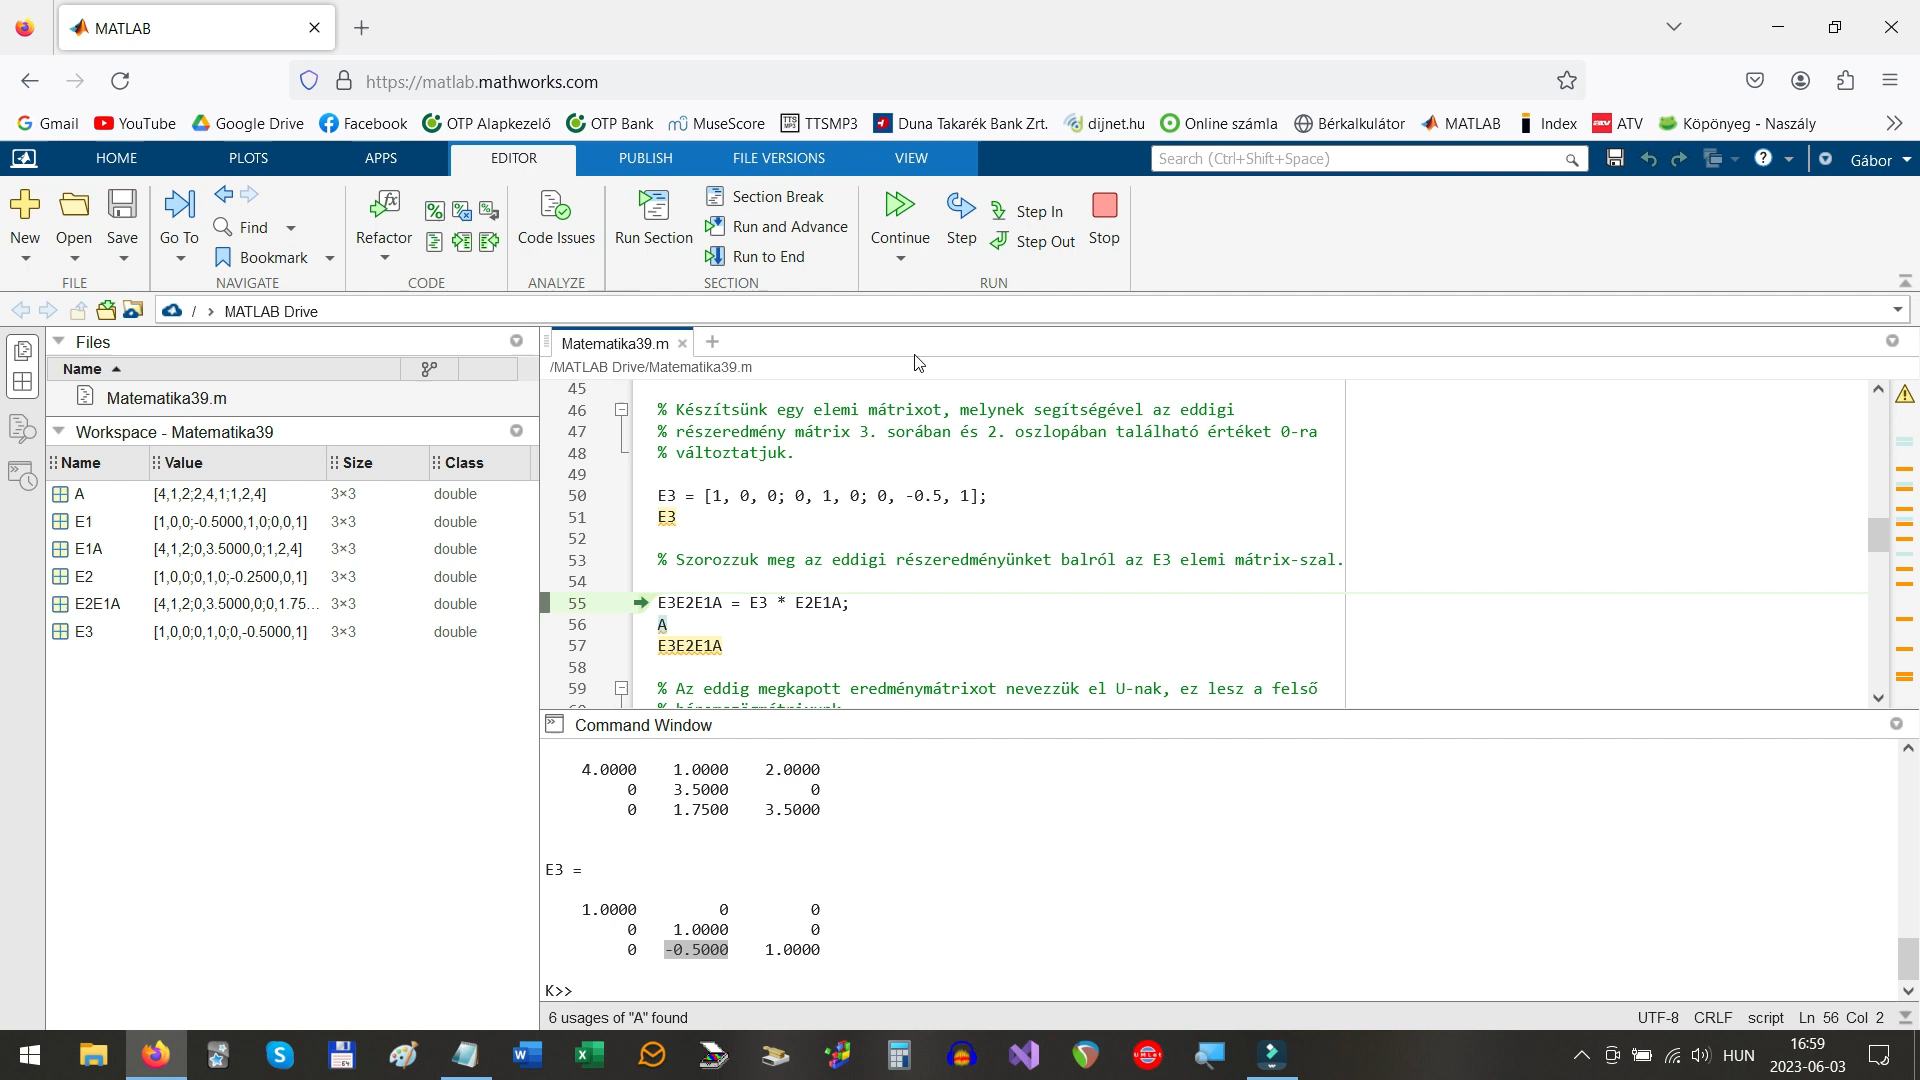 MATLAB
https://matlab.mathworks.com
Gmail YouTube Google Drive Facebook OTP Alapkezelő OTP Bank MuseScore TTSMP3 Duna Takarék Bank Zrt. dijnet.hu Online számla Bérkalkulátor MATLAB Index ATV Köpönyeg - Naszály
HOME PLOTS APPS EDITOR PUBLISH FILE VERSIONS VIEW Search (Ctrl+Shift+Space) Gábor
Section Break
Find Step In
Run and Advance
New Open Save Go To Refactor Code Issues Run Section Continue Step Step Out Stop
Bookmark Run to End
FILE NAVIGATE CODE ANALYZE SECTION RUN
/ › MATLAB Drive
Files
Name
Matematika39.m
Workspace - Matematika39
Name Value Size Class
A [4,1,2;2,4,1;1,2,4] 3×3 double
E1 [1,0,0;-0.5000,1,0;0,0,1] 3×3 double
E1A [4,1,2;0,3.5000,0;1,2,4] 3×3 double
E2 [1,0,0;0,1,0;-0.2500,0,1] 3×3 double
E2E1A [4,1,2;0,3.5000,0;0,1.75... 3×3 double
E3 [1,0,0;0,1,0;0,-0.5000,1] 3×3 double
Matematika39.m
/MATLAB Drive/Matematika39.m
45
46 % Készítsünk egy elemi mátrixot, melynek segítségével az eddigi
47 % részeredmény mátrix 3. sorában és 2. oszlopában található értéket 0-ra
48 % változtatjuk.
49
50 E3 = [1, 0, 0; 0, 1, 0; 0, -0.5, 1];
51 E3
52
53 % Szorozzuk meg az eddigi részeredményünket balról az E3 elemi mátrix-szal.
54
55 E3E2E1A = E3 * E2E1A;
56 A
57 E3E2E1A
58
59 % Az eddig megkapott eredménymátrixot nevezzük el U-nak, ez lesz a felső
Command Window
4.0000 1.0000 2.0000
0 3.5000 0
0 1.7500 3.5000
E3 =
1.0000 0 0
0 1.0000 0
0 -0.5000 1.0000
K>>
6 usages of "A" found UTF-8 CRLF script Ln 56 Col 2
HUN
16:59
2023-06-03